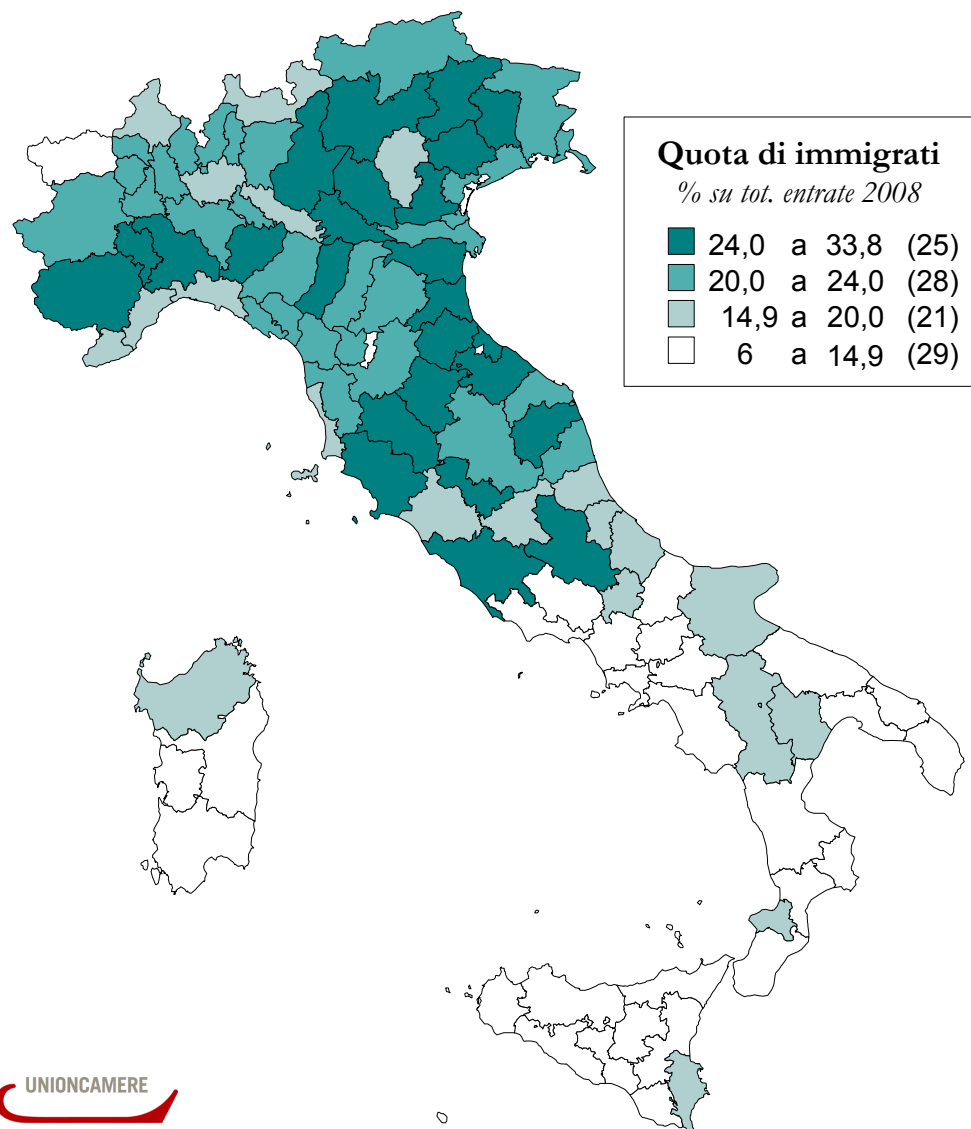 Quota di immigrati
% su tot. entrate 2008
24,0 a 33,8 (25)
20,0 a 24,0 (28)
14,9 a 20,0 (21)
6 a 14,9 (29)
UNIONCAMERE